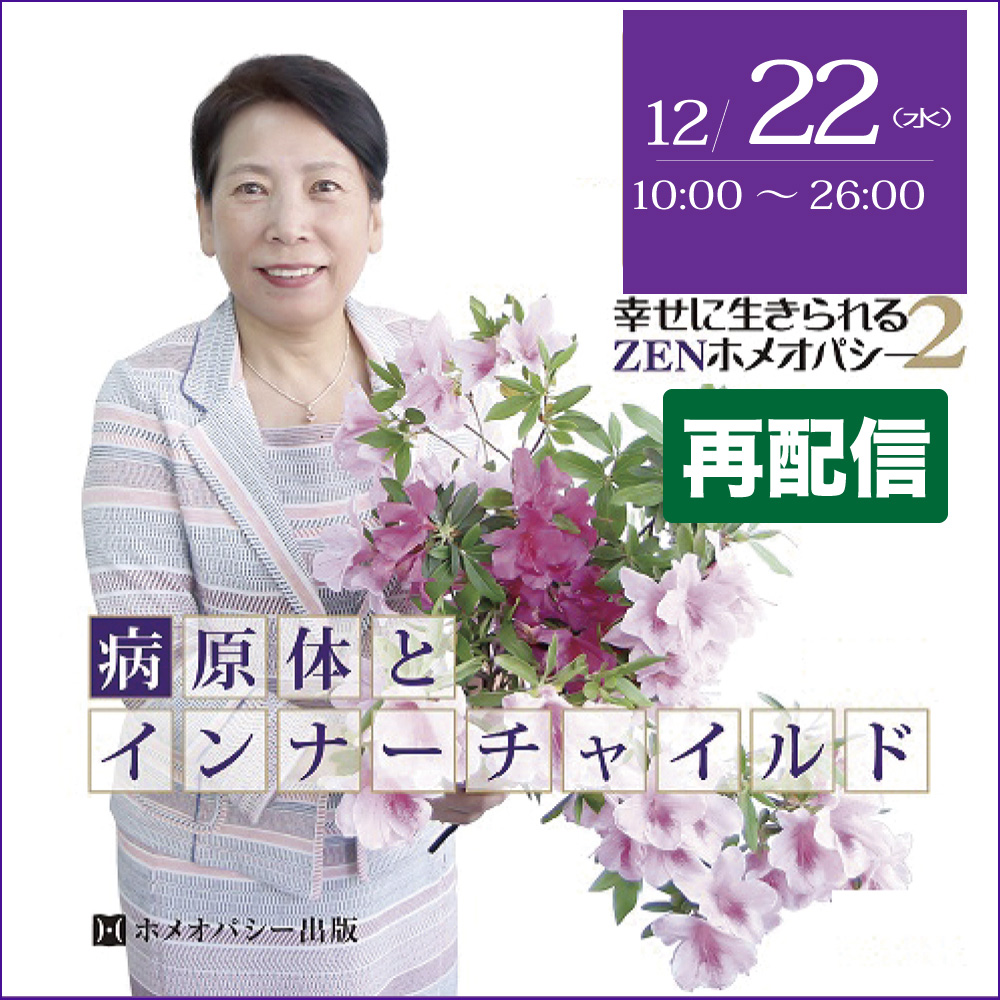 12/22(水)
10:00 〜 26:00
幸せに生きられる
ZENホメオパシー2
再配信
病原体と
インナーチャイルド
ホメオパシー出版